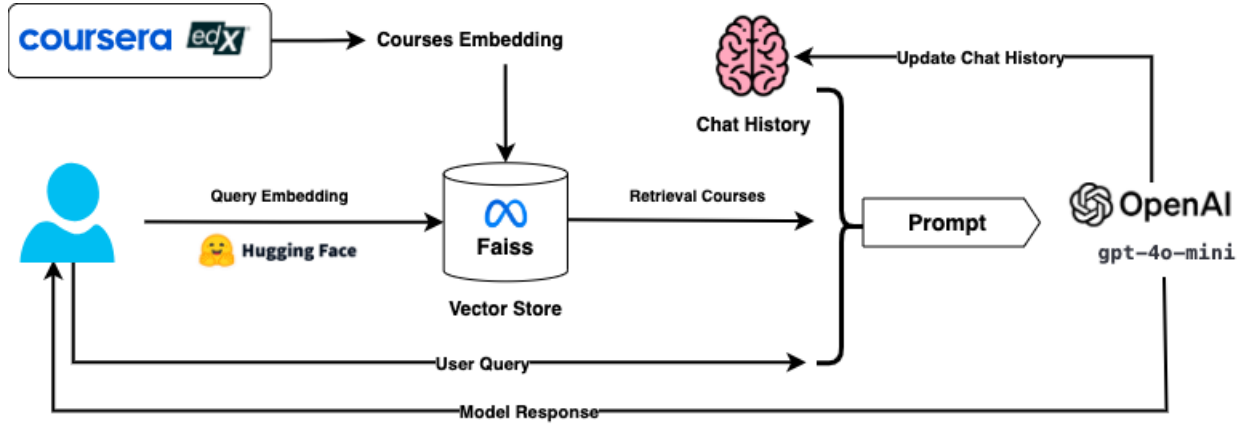 coursera edX
Courses Embedding
Update Chat History
Chat History
Query Embedding
Retrieval Courses
OpenAI
Prompt
Faiss
Hugging Face
gpt-4o-mini
Vector Store
User Query
Model Response